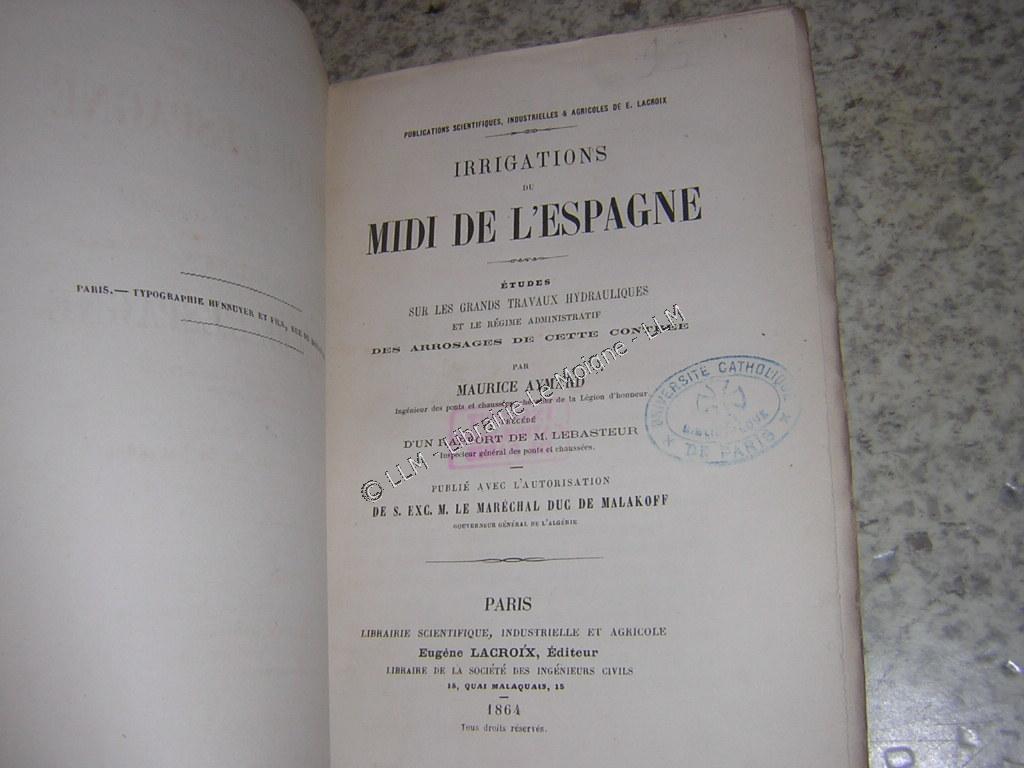 PARIS.— TYPOGRAPHIE HENNUYER ET FILS, RUE DU
PUBLICATIONS SCIENTIFIQUES, INDUSTRIELLES & AGRICOLES DE E. LACROIX
IRRIGATIONS
DU
MIDI DE L'ESPAGNE
ÉTUDES
SUR LES GRANDS TRAVAUX HYDRAULIQUES
ET LE RÉGIME ADMINISTRATIF
DES ARROSAGES DE CETTE CONTRÉE
PAR
MAURICE AYMARD
Ingénieur des ponts et chaussées, chevalier de la Légion d'honneur
PRÉCÉDÉ
D'UN RAPPORT DE M. LEBASTEUR
Inspecteur général des ponts et chaussées.
PUBLIÉ AVEC L'AUTORISATION
DE S. EXC. M. LE MARÉCHAL DUC DE MALAKOFF
GOUVERNEUR GÉNÉRAL DE L'ALGÉRIE
PARIS
LIBRAIRIE SCIENTIFIQUE, INDUSTRIELLE ET AGRICOLE
Eugène LACROIX, Éditeur
LIBRAIRE DE LA SOCIÉTÉ DES INGÉNIEURS CIVILS
15, QUAI MALAQUAIS, 15
1864
Tous droits réservés.
UNIVERSITE CATHOLIQUE
DE PARIS
© LLM - Librairie Le Moigne - LLM